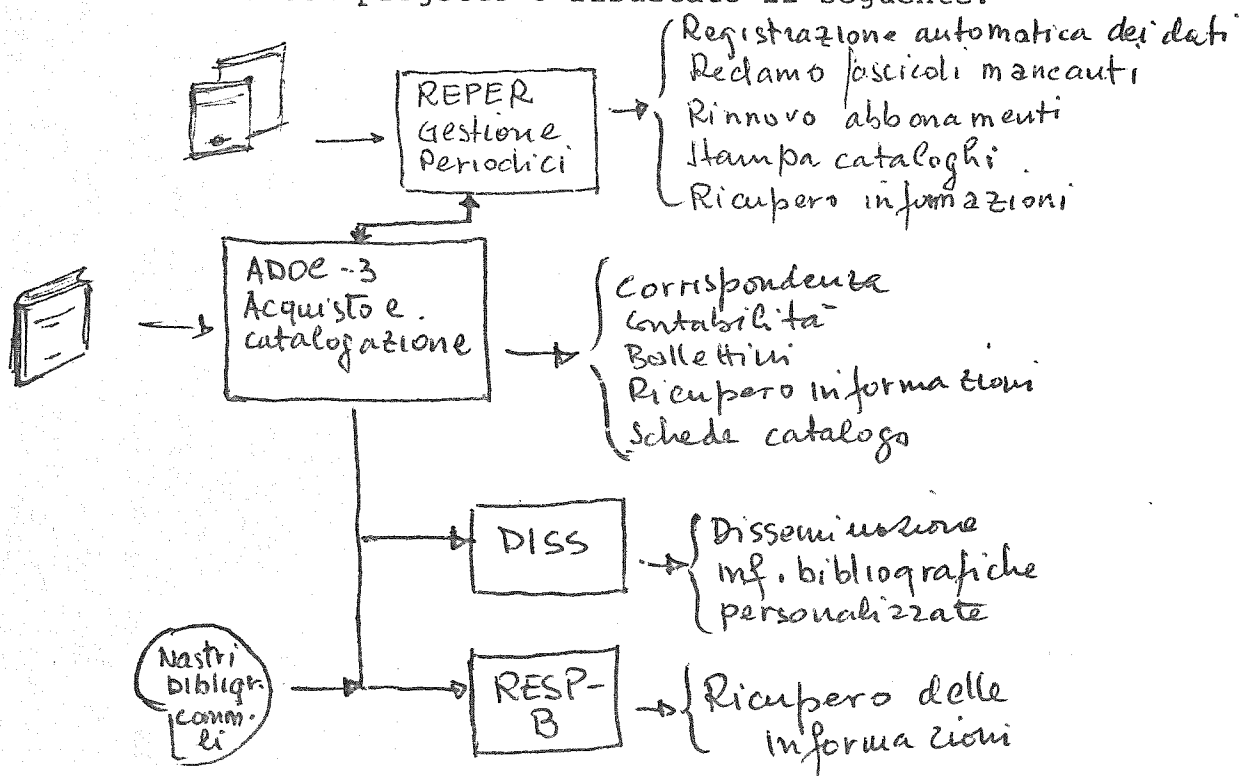 REPER
Gestione
Periodici
Registrazione automatica dei dati
Reclamo fascicoli mancanti
Rinnovo abbonamenti
Stampa cataloghi
Ricupero informazioni
ADOC-3
Acquisto e
catalogazione
Corrispondenza
Contabilità
Bollettini
Ricupero informazioni
Scheda catalogo
DISS
Disseminazione
inf. bibliografiche
personalizzate
Nastri
bibliogr.
comm.
li
RESP-
B
Ricupero delle
informazioni